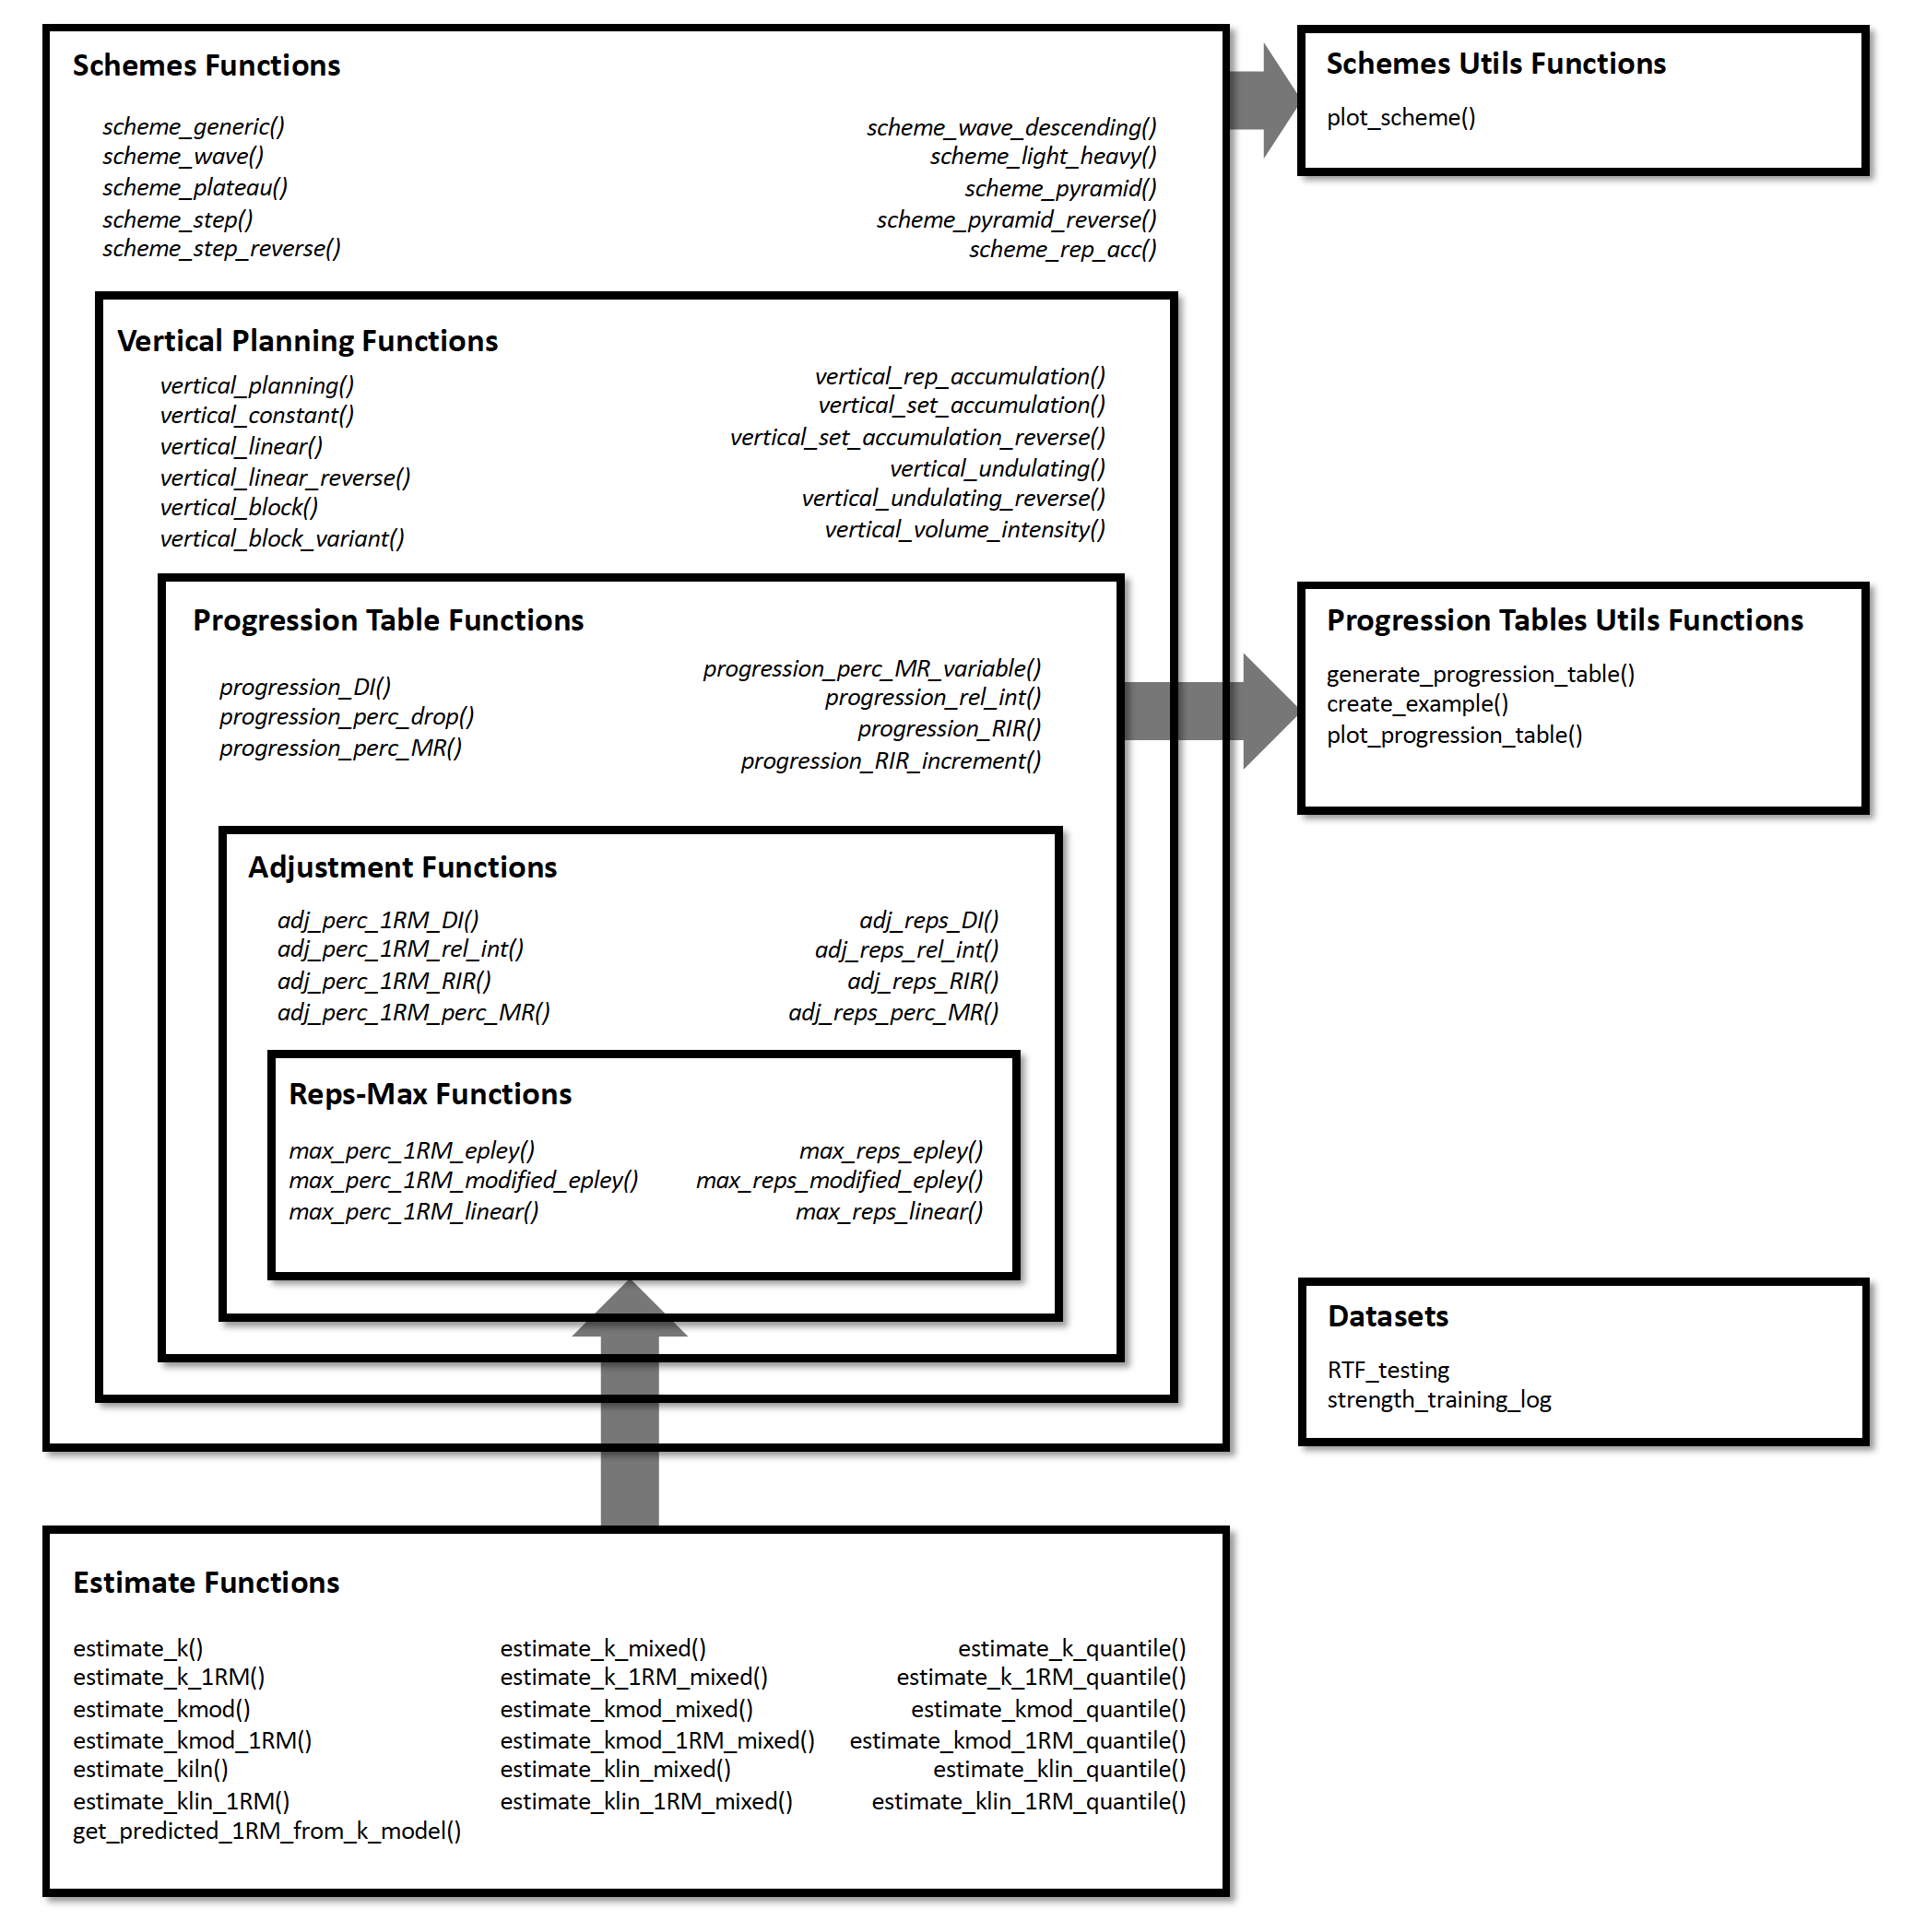 Schemes Functions
scheme_generic()
scheme_wave()
scheme_plateau()
scheme_step()
scheme_step_reverse()
scheme_wave_descending()
scheme_light_heavy()
scheme_pyramid()
scheme_pyramid_reverse()
scheme_rep_acc()
Schemes Utils Functions
plot_scheme()
Vertical Planning Functions
vertical_planning()
vertical_constant()
vertical_linear()
vertical_linear_reverse()
vertical_block()
vertical_block_variant()
vertical_rep_accumulation()
vertical_set_accumulation()
vertical_set_accumulation_reverse()
vertical_undulating()
vertical_undulating_reverse()
vertical_volume_intensity()
Progression Table Functions
progression_DI()
progression_perc_drop()
progression_perc_MR()
progression_perc_MR_variable()
progression_rel_int()
progression_RIR()
progression_RIR_increment()
Progression Tables Utils Functions
generate_progression_table()
create_example()
plot_progression_table()
Adjustment Functions
adj_perc_1RM_DI()
adj_perc_1RM_rel_int()
adj_perc_1RM_RIR()
adj_perc_1RM_perc_MR()
adj_reps_DI()
adj_reps_rel_int()
adj_reps_RIR()
adj_reps_perc_MR()
Reps-Max Functions
max_perc_1RM_epley()
max_perc_1RM_modified_epley()
max_perc_1RM_linear()
max_reps_epley()
max_reps_modified_epley()
max_reps_linear()
Datasets
RTF_testing
strength_training_log
Estimate Functions
estimate_k()
estimate_k_1RM()
estimate_kmod()
estimate_kmod_1RM()
estimate_kiln()
estimate_klin_1RM()
get_predicted_1RM_from_k_model()
estimate_k_mixed()
estimate_k_1RM_mixed()
estimate_kmod_mixed()
estimate_kmod_1RM_mixed()
estimate_klin_mixed()
estimate_klin_1RM_mixed()
estimate_k_quantile()
estimate_k_1RM_quantile()
estimate_kmod_quantile()
estimate_kmod_1RM_quantile()
estimate_klin_quantile()
estimate_klin_1RM_quantile()